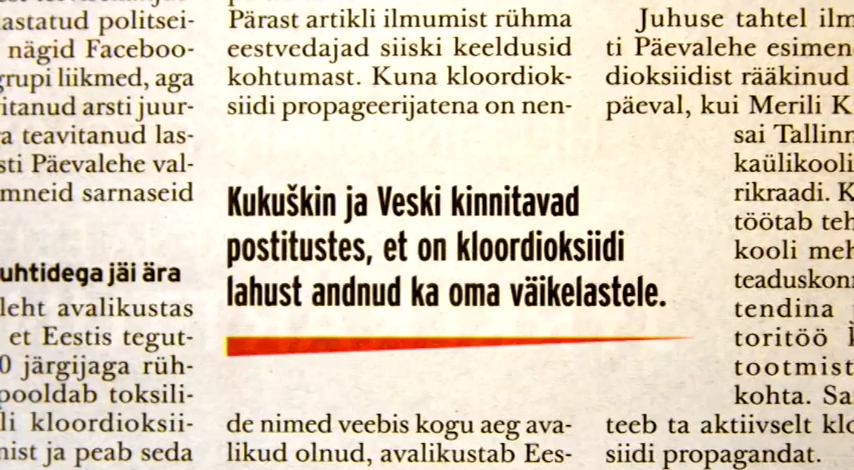 astatud politsei-
nägid Faceboo-
grupi liikmed, aga
itanud arsti juur-
a teavitanud las-
sti Päevalehe val-
mneid sarnaseid
uhtidega jäi ära
leht avalikustas
et Eestis tegut-
0 järgijaga rüh-
pooldab toksili-
li kloordioksii-
nist ja peab seda
Pärast artikli ilmumist rühma
eestvedajad siiski keeldusid
kohtumast. Kuna kloordiok-
siidi propageerijatena on nen-
Kukuškin ja Veski kinnitavad
postitustes, et on kloordioksiidi
lahust andnud ka oma väikelastele.
de nimed veebis kogu aeg ava-
likud olnud, avalikustab Ees-
Juhuse tahtel ilm
ti Päevalehe esimen
dioksiidist rääkinud
päeval, kui Merili K
sai Tallinn
kaülikooli
rikraadi. K
töötab teh
kooli meh
teaduskon
tendina
toritöö k
tootmist
kohta. Sa
teeb ta aktiivselt klo
siidi propagandat.